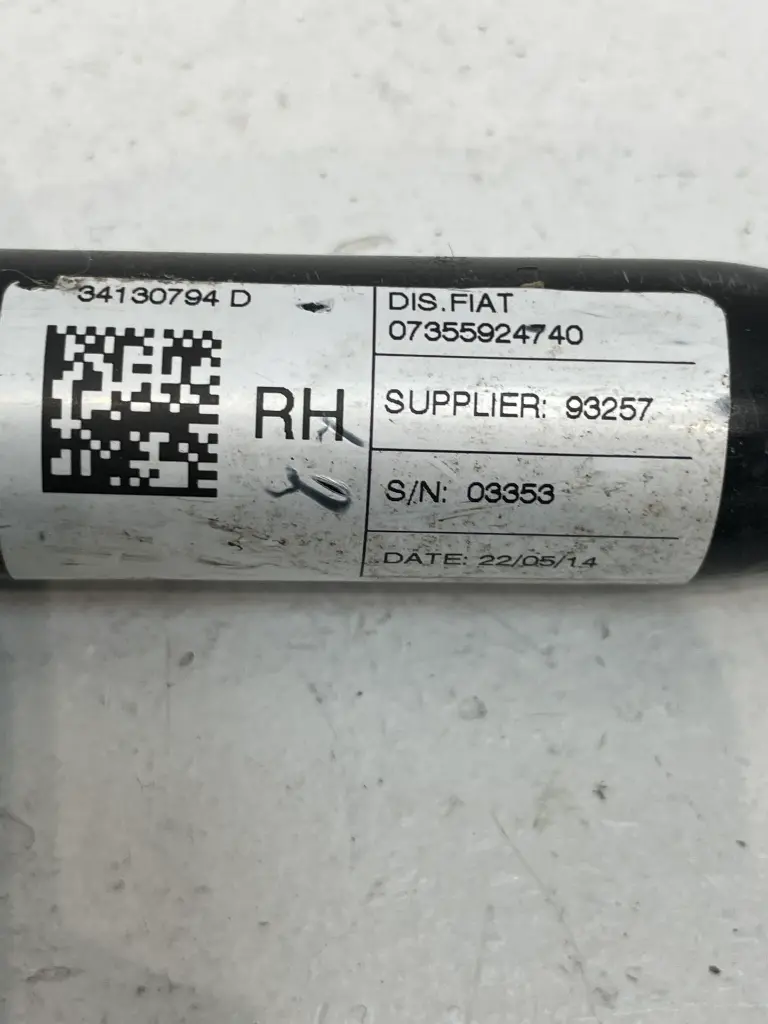 34130794 D
RH
DIS.FIAT
07355924740
SUPPLIER: 93257
S/N: 03353
DATE: 22/05/14